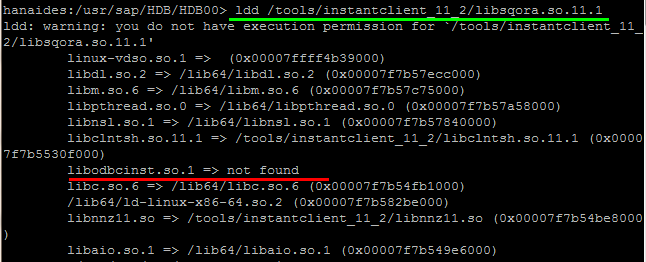 hanaides:/usr/sap/HDB/HDB00> ldd /tools/instantclient_11_2/libsqora.so.11.1
ldd: warning: you do not have execution permission for `/tools/instantclient_11_
2/libsqora.so.11.1'
linux-vdso.so.1 =>  (0x00007ffff4b39000)
libdl.so.2 => /lib64/libdl.so.2 (0x00007f7b57ecc000)
libm.so.6 => /lib64/libm.so.6 (0x00007f7b57c75000)
libpthread.so.0 => /lib64/libpthread.so.0 (0x00007f7b57a58000)
libnsl.so.1 => /lib64/libnsl.so.1 (0x00007f7b57840000)
libclntsh.so.11.1 => /tools/instantclient_11_2/libclntsh.so.11.1 (0x0000
7f7b5530f000)
libodbcinst.so.1 => not found
libc.so.6 => /lib64/libc.so.6 (0x00007f7b54fb1000)
/lib64/ld-linux-x86-64.so.2 (0x00007f7b582be000)
libnnz11.so => /tools/instantclient_11_2/libnnz11.so (0x00007f7b54be8000
)
libaio.so.1 => /lib64/libaio.so.1 (0x00007f7b549e6000)